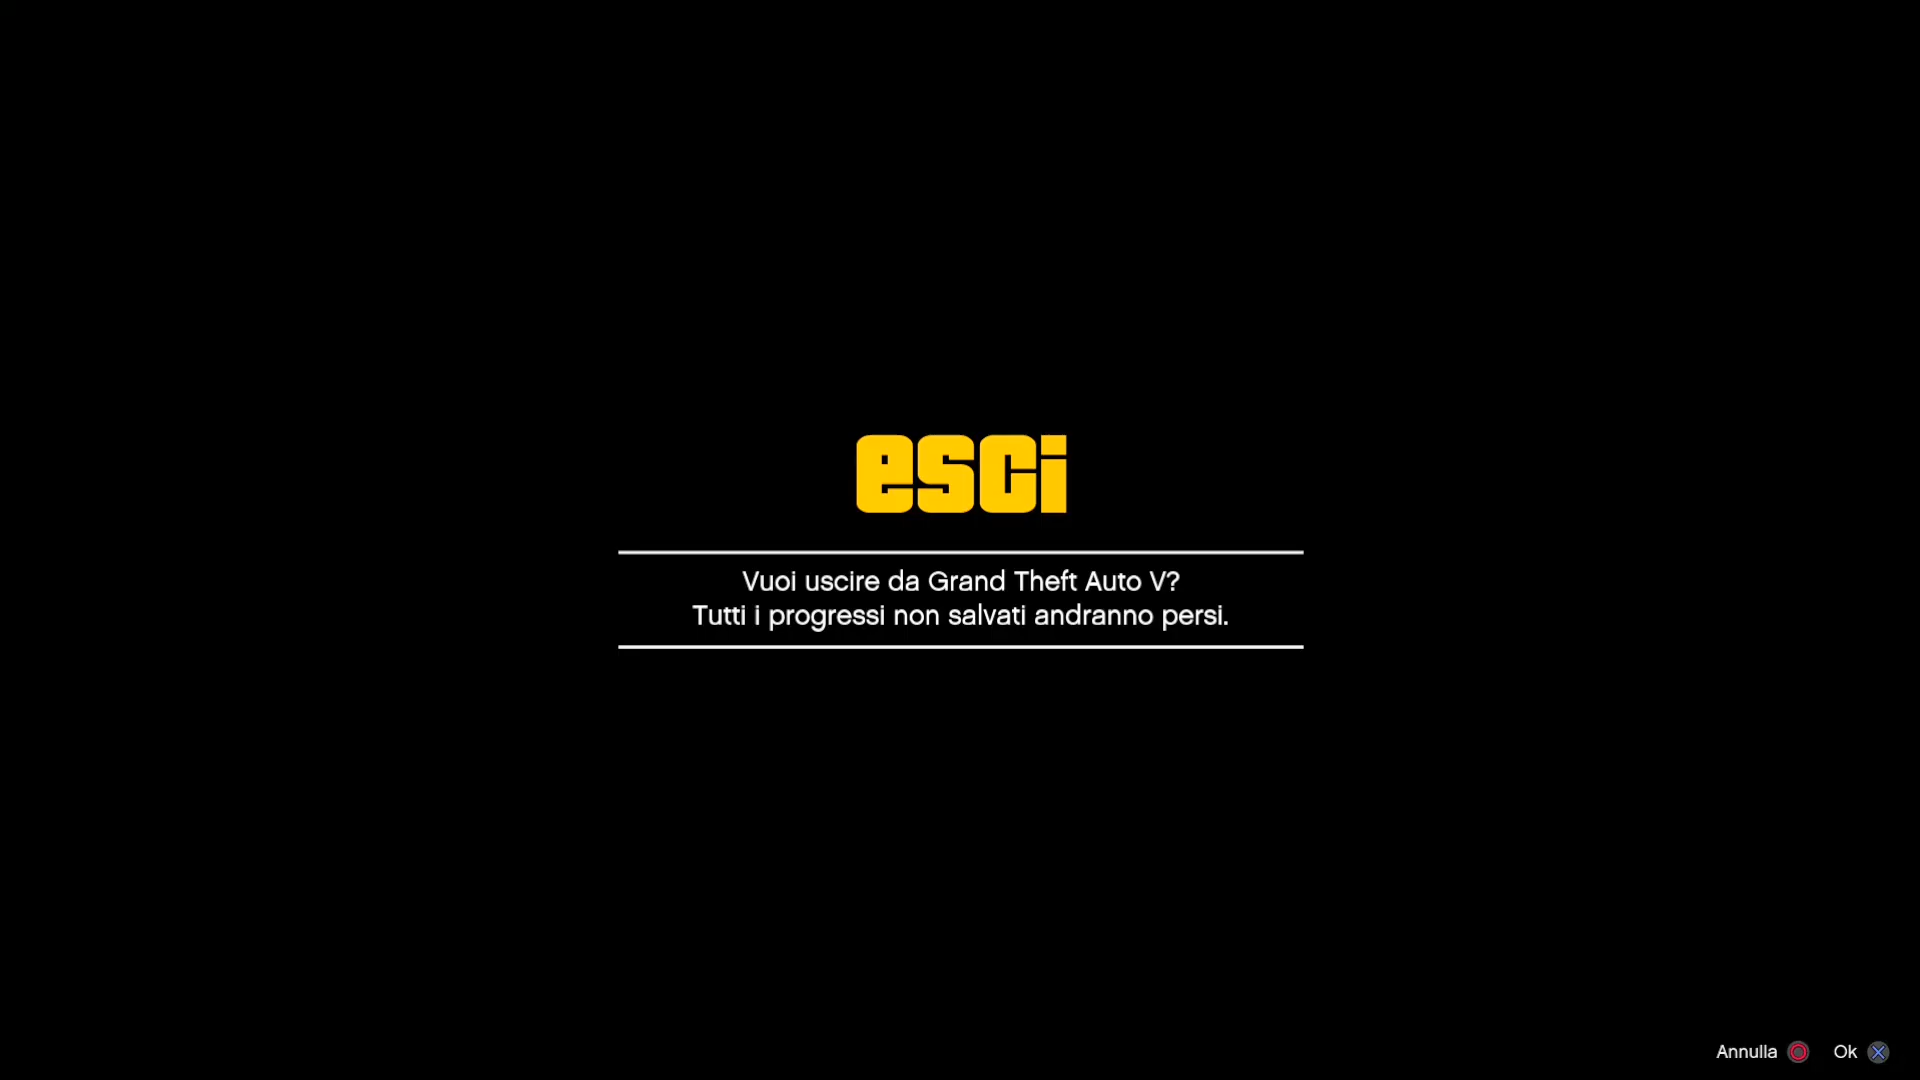 esci
Vuoi uscire da Grand Theft Auto V?
Tutti i progressi non salvati andranno persi.
Annulla Ok